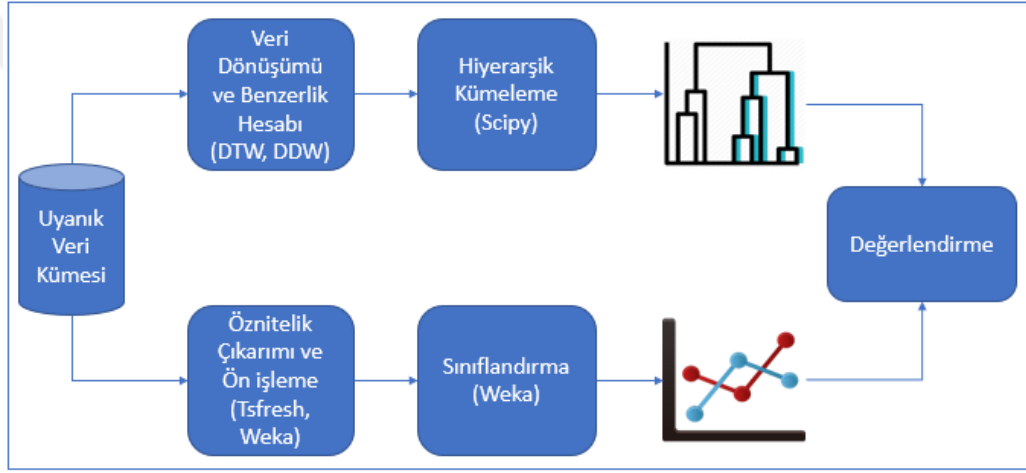 Veri
Dönüşümü
ve Benzerlik
Hesabı
(DTW, DDW)
Hiyerarşik
Kümeleme
(Scipy)
Uyanık
Veri
Kümesi
Değerlendirme
Öznitelik
Çıkarımı ve
Ön işleme
(Tsfresh,
Weka)
Sınıflandırma
(Weka)